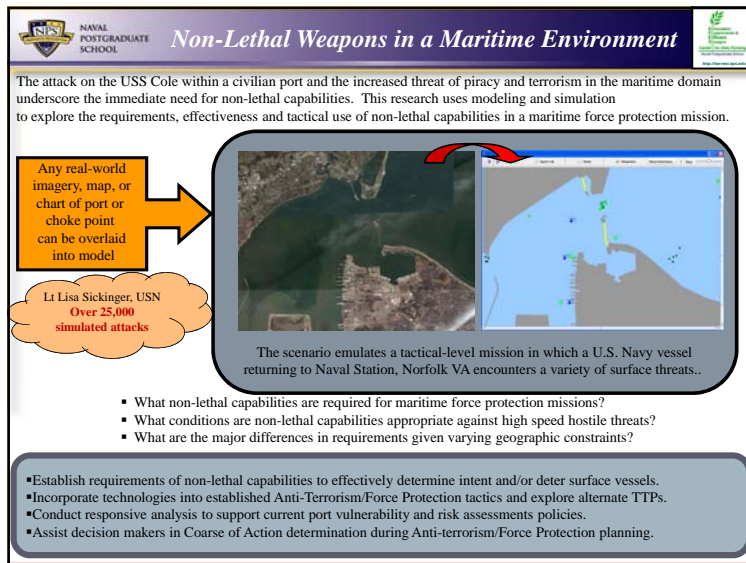 NPS
NAVAL
POSTGRADUATE
SCHOOL
Non-Lethal Weapons in a Maritime Environment
http://harvest.nps.edu
The attack on the USS Cole within a civilian port and the increased threat of piracy and terrorism in the maritime domain
underscore the immediate need for non-lethal capabilities. This research uses modeling and simulation
to explore the requirements, effectiveness and tactical use of non-lethal capabilities in a maritime force protection mission.
Any real-world
imagery, map, or
chart of port or
choke point
can be overlaid
into model
Lt Lisa Sickinger, USN
Over 25,000
simulated attacks
The scenario emulates a tactical-level mission in which a U.S. Navy vessel
returning to Naval Station, Norfolk VA encounters a variety of surface threats..
▪ What non-lethal capabilities are required for maritime force protection missions?
▪ What conditions are non-lethal capabilities appropriate against high speed hostile threats?
▪ What are the major differences in requirements given varying geographic constraints?
▪Establish requirements of non-lethal capabilities to effectively determine intent and/or deter surface vessels.
▪Incorporate technologies into established Anti-Terrorism/Force Protection tactics and explore alternate TTPs.
▪Conduct responsive analysis to support current port vulnerability and risk assessments policies.
▪Assist decision makers in Coarse of Action determination during Anti-terrorism/Force Protection planning.